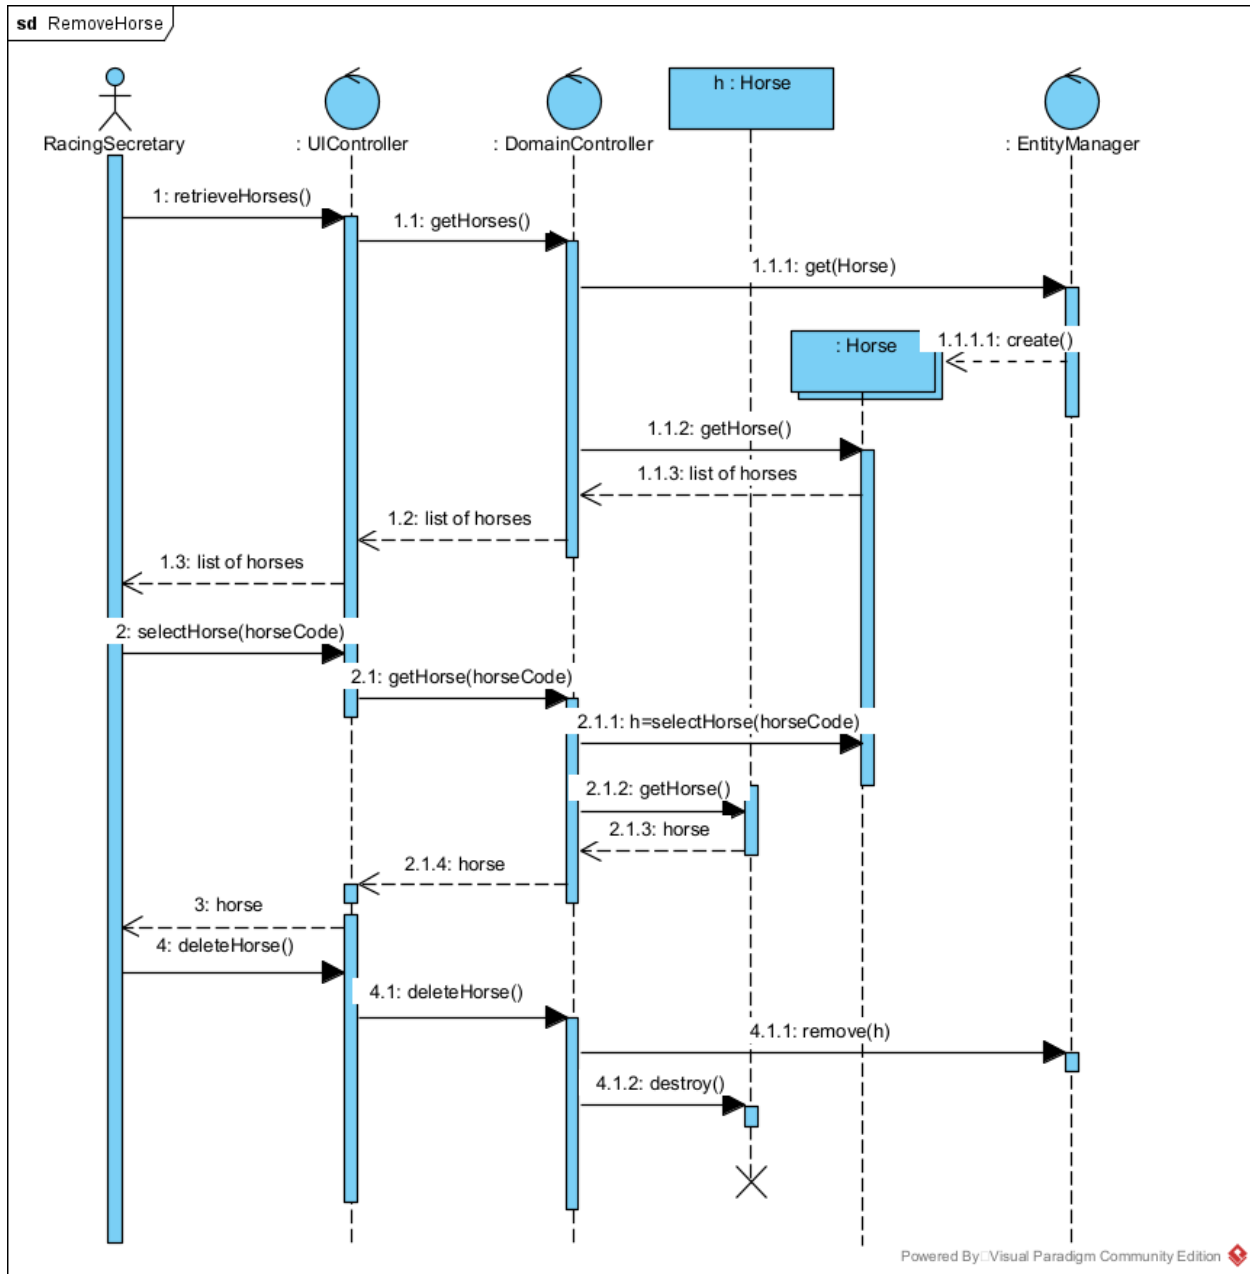 sd RemoveHorse
h : Horse
RacingSecretary
: UIController
: DomainController
: EntityManager
1: retrieveHorses()
1.1: getHorses()
1.1.1: get(Horse)
1.1.1.1: create()
: Horse
1.1.2: getHorse()
1.1.3: list of horses
1.2: list of horses
1.3: list of horses
2: selectHorse(horseCode)
2.1: getHorse(horseCode)
2.1.1: h=selectHorse(horseCode)
2.1.2: getHorse()
2.1.3: horse
2.1.4: horse
3: horse
4: deleteHorse()
4.1: deleteHorse()
4.1.1: remove(h)
4.1.2: destroy()
Powered By Visual Paradigm Community Edition